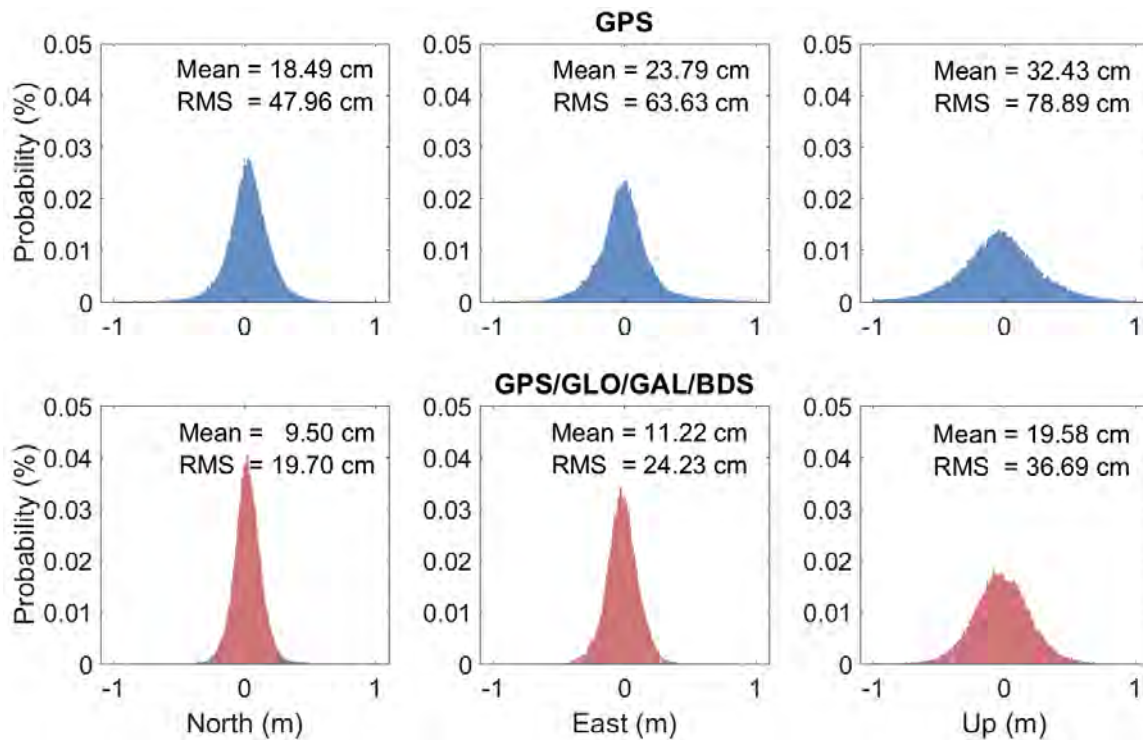 GPS
0.05
0.04
0.03
0.02
0.01
0
Probability (%)
Mean = 18.49 cm
RMS = 47.96 cm
-1 0 1
0.05
0.04
0.03
0.02
0.01
0
Mean = 23.79 cm
RMS = 63.63 cm
-1 0 1
0.05
0.04
0.03
0.02
0.01
0
Mean = 32.43 cm
RMS = 78.89 cm
-1 0 1
GPS/GLO/GAL/BDS
0.05
0.04
0.03
0.02
0.01
0
Probability (%)
Mean = 9.50 cm
RMS = 19.70 cm
-1 0 1
North (m)
0.05
0.04
0.03
0.02
0.01
0
Mean = 11.22 cm
RMS = 24.23 cm
-1 0 1
East (m)
0.05
0.04
0.03
0.02
0.01
0
Mean = 19.58 cm
RMS = 36.69 cm
-1 0 1
Up (m)